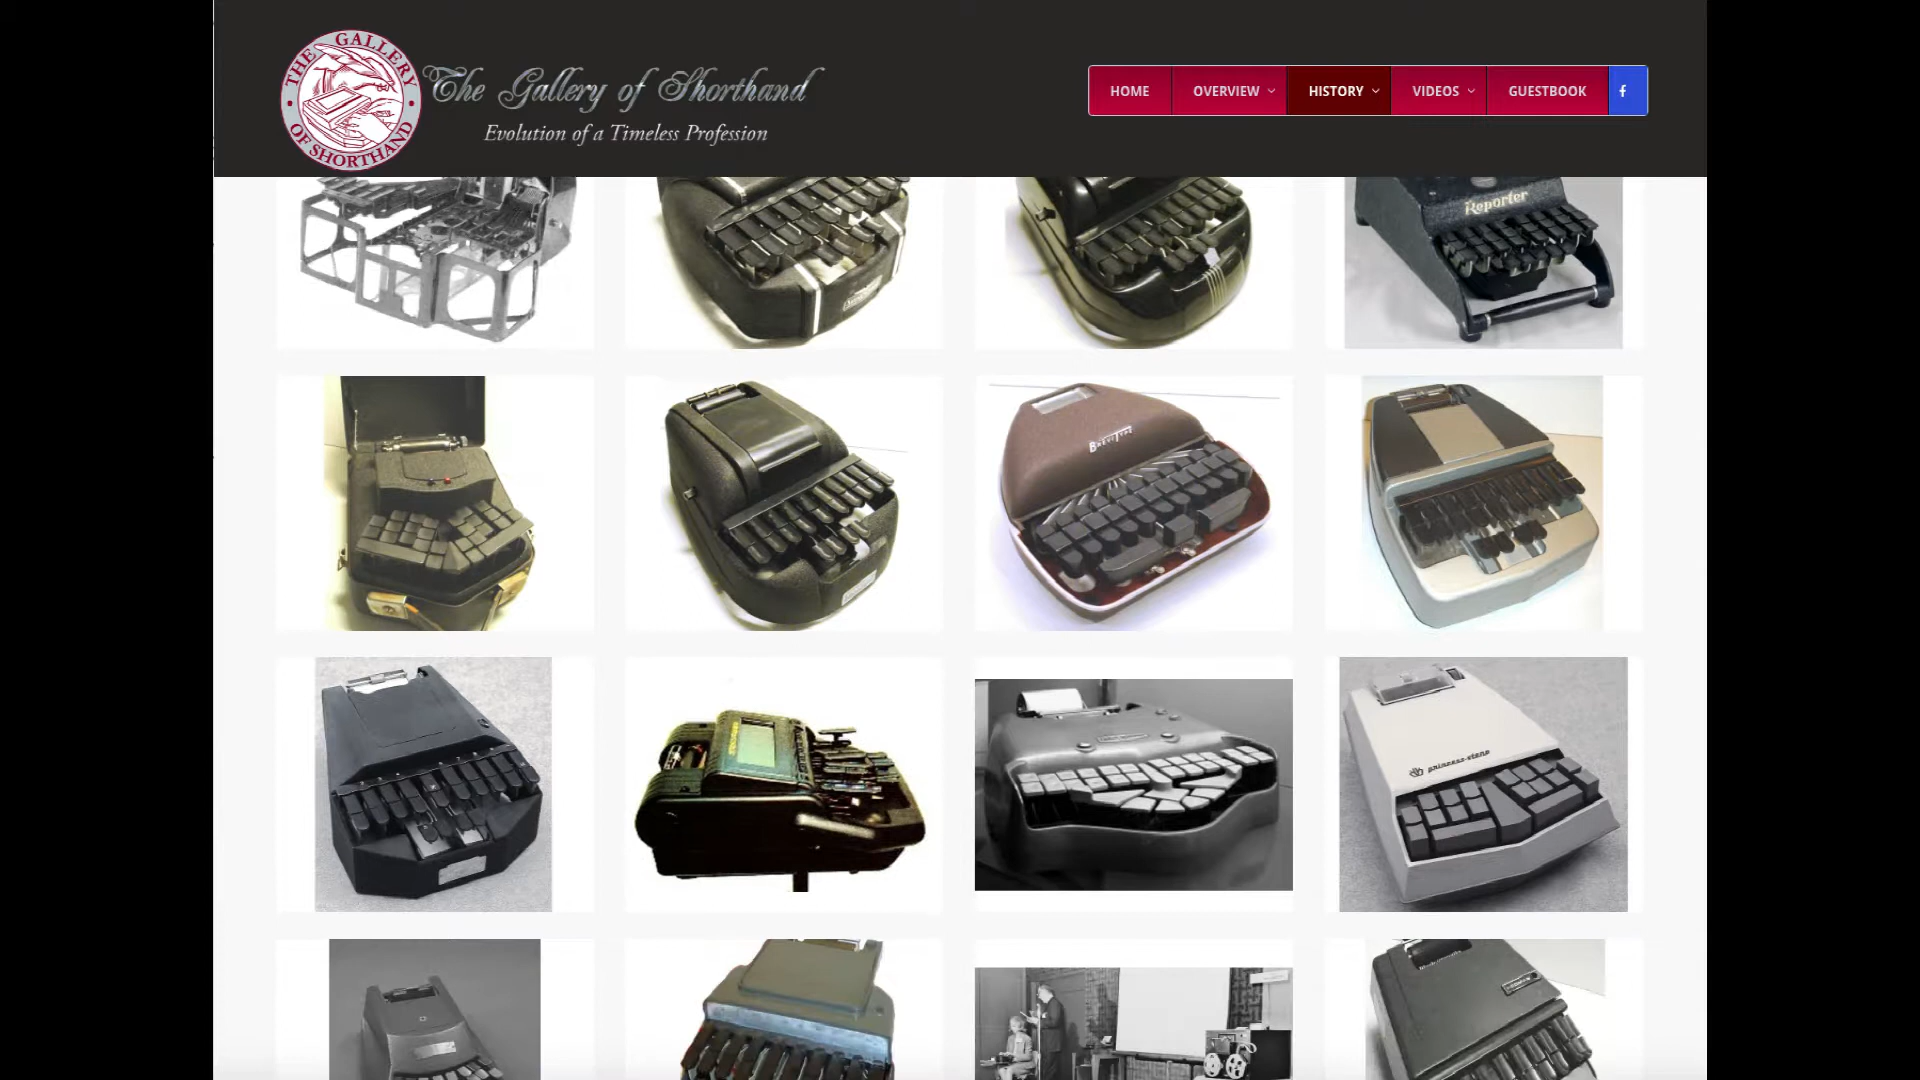 THE GALLERY
OF SHORTHAND
The Gallery of Shorthand
Evolution of a Timeless Profession
HOME
OVERVIEW
HISTORY
VIDEOS
GUESTBOOK
f
Reporter
princess-steno